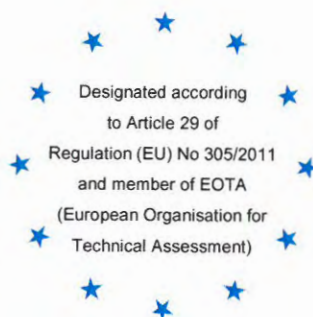 Designated according
to Article 29 of
Regulation (EU) No 305/2011
and member of EOTA
(European Organisation for
Technical Assessment)